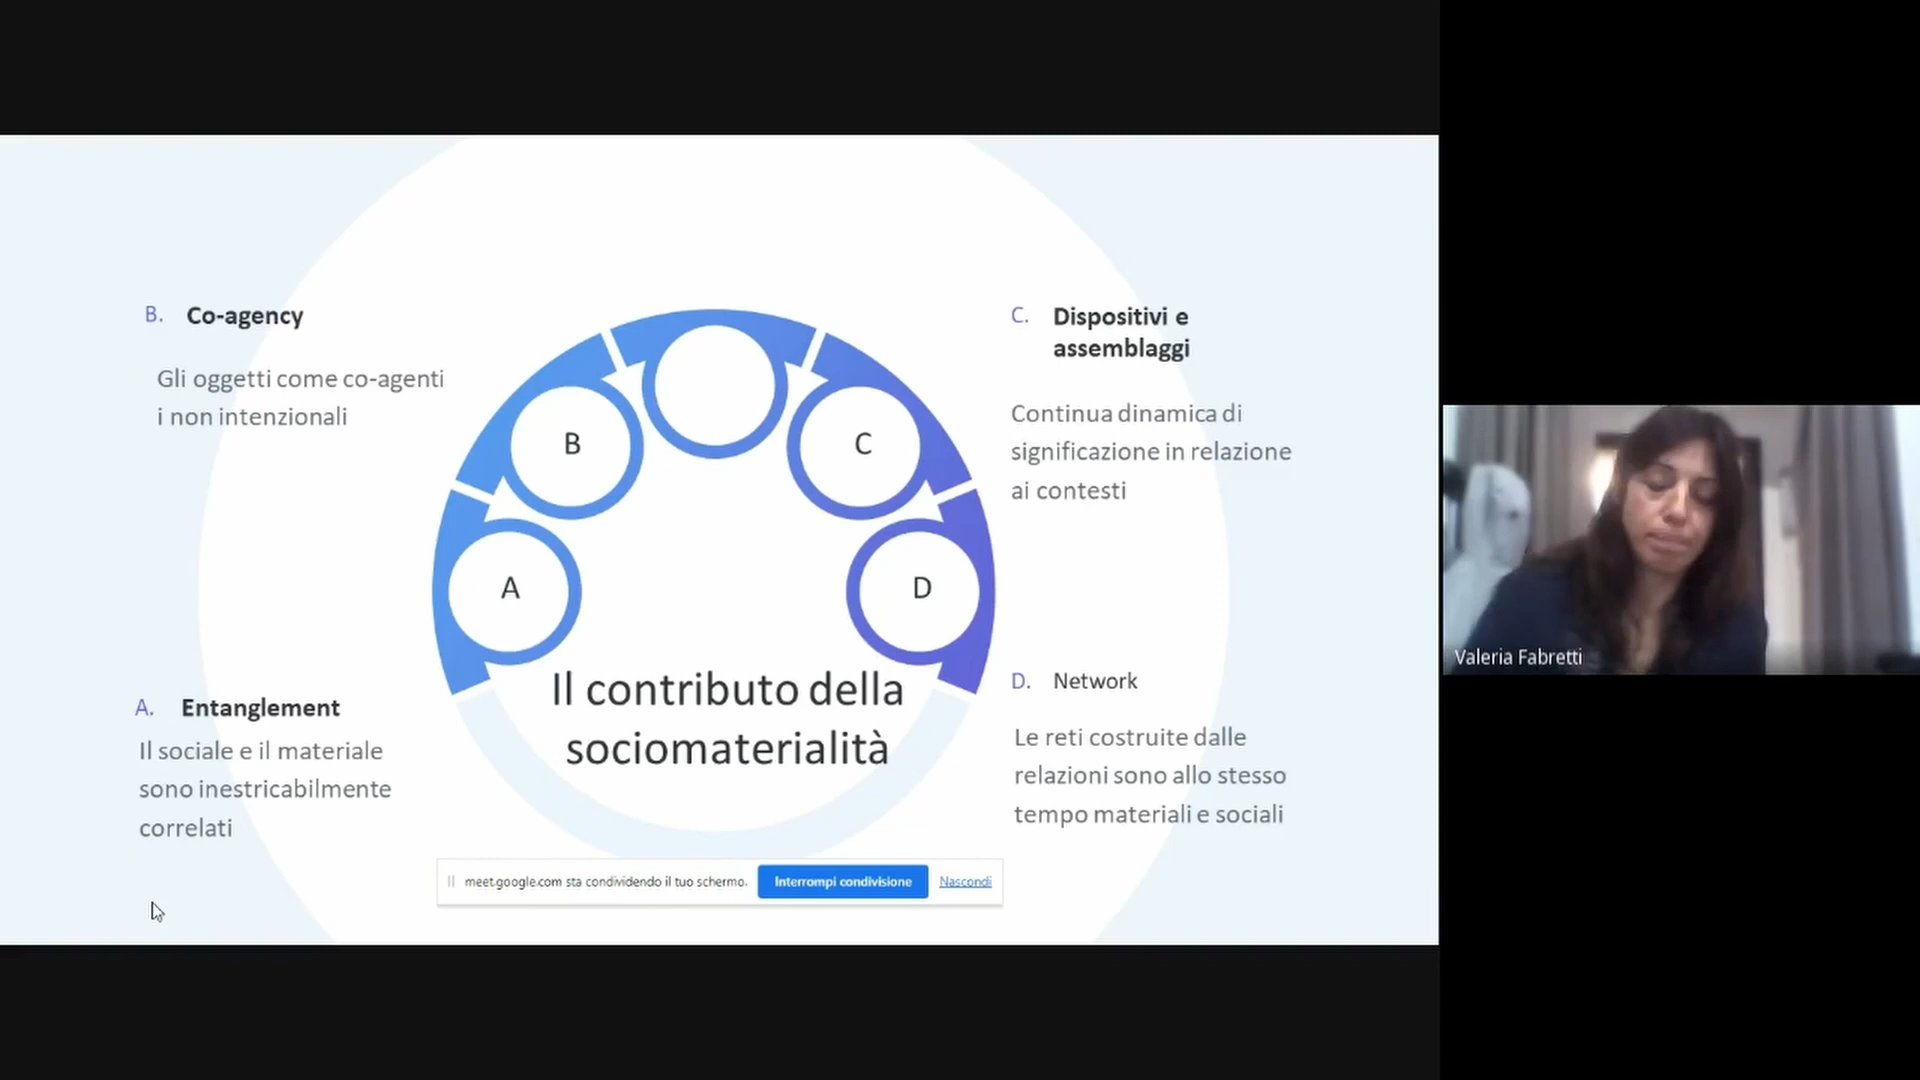 B. Co-agency
Gli oggetti come co-agenti
i non intenzionali
A. Entanglement
Il sociale e il materiale
sono inestricabilmente
correlati
B
A
C
D
Il contributo della
sociomaterialità
C. Dispositivi e
assemblaggi
Continua dinamica di
significazione in relazione
ai contesti
D. Network
Le reti costruite dalle
relazioni sono allo stesso
tempo materiali e sociali
meet.google.com sta condividendo il tuo schermo. Interrompi condivisione Nascondi
Valeria Fabretti